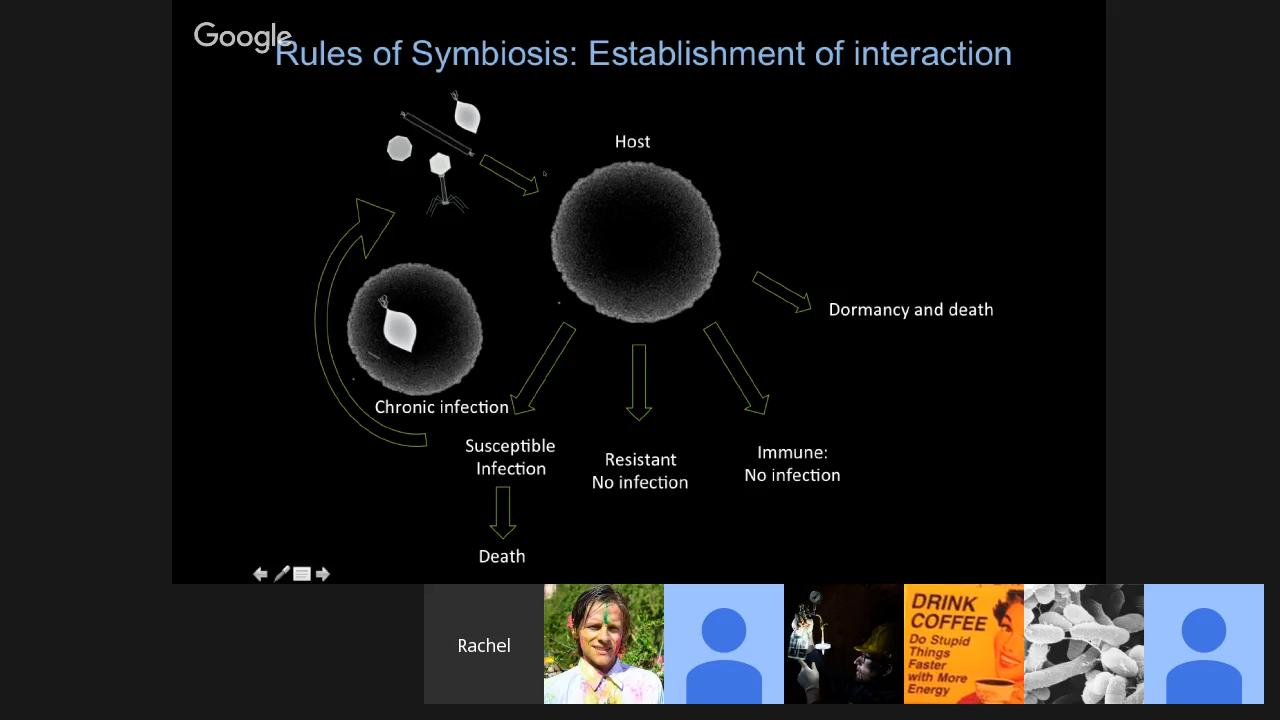 Google
Rules of Symbiosis: Establishment of interaction
Host
Dormancy and death
Chronic infection
Susceptible
Infection
Resistant
No infection
Immune:
No infection
Death
Rachel
DRINK
COFFEE
Do Stupid
Things
Faster
with More
Energy